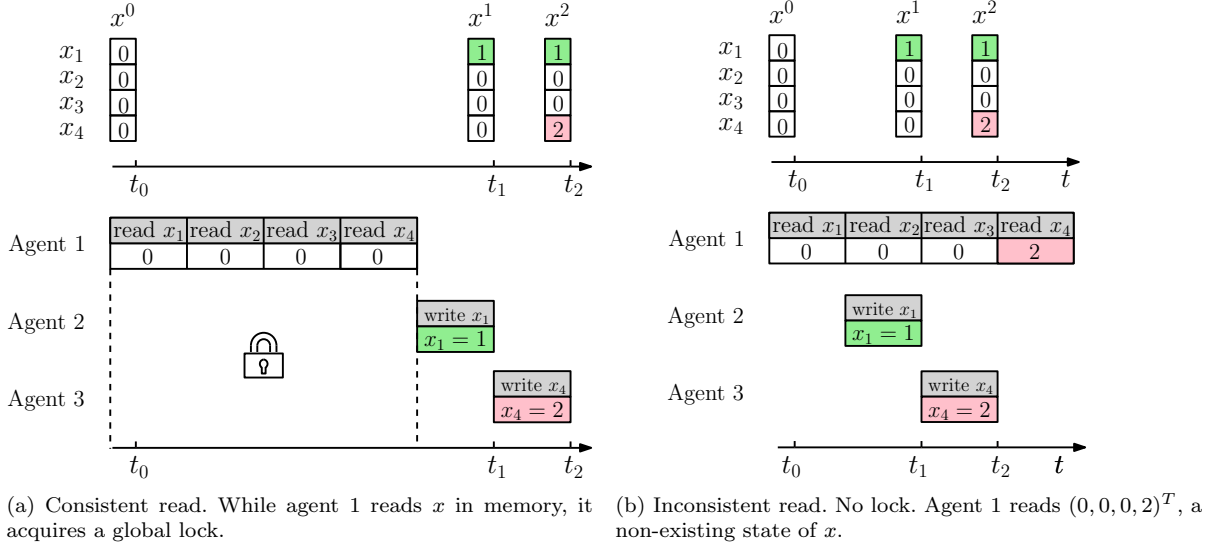 x^0 x^1 x^2
x_1 0 1 1
x_2 0 0 0
x_3 0 0 0
x_4 0 0 2
t_0 t_1 t_2
Agent 1
read x_1 read x_2 read x_3 read x_4
0 0 0 0
Agent 2
write x_1
x_1 = 1
Agent 3
write x_4
x_4 = 2
t_0 t_1 t_2
(a) Consistent read. While agent 1 reads x in memory, it
acquires a global lock.
x^0 x^1 x^2
x_1 0 1 1
x_2 0 0 0
x_3 0 0 0
x_4 0 0 2
t_0 t_1 t_2 t
Agent 1
read x_1 read x_2 read x_3 read x_4
0 0 0 2
Agent 2
write x_1
x_1 = 1
Agent 3
write x_4
x_4 = 2
t_0 t_1 t_2 t
(b) Inconsistent read. No lock. Agent 1 reads (0, 0, 0, 2)^T, a
non-existing state of x.